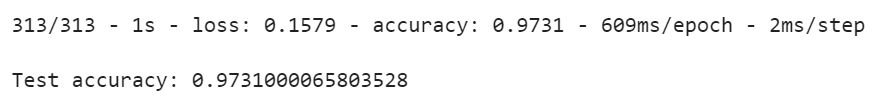 313/313 - 1s - loss: 0.1579 - accuracy: 0.9731 - 609ms/epoch - 2ms/step
Test accuracy: 0.9731000065803528